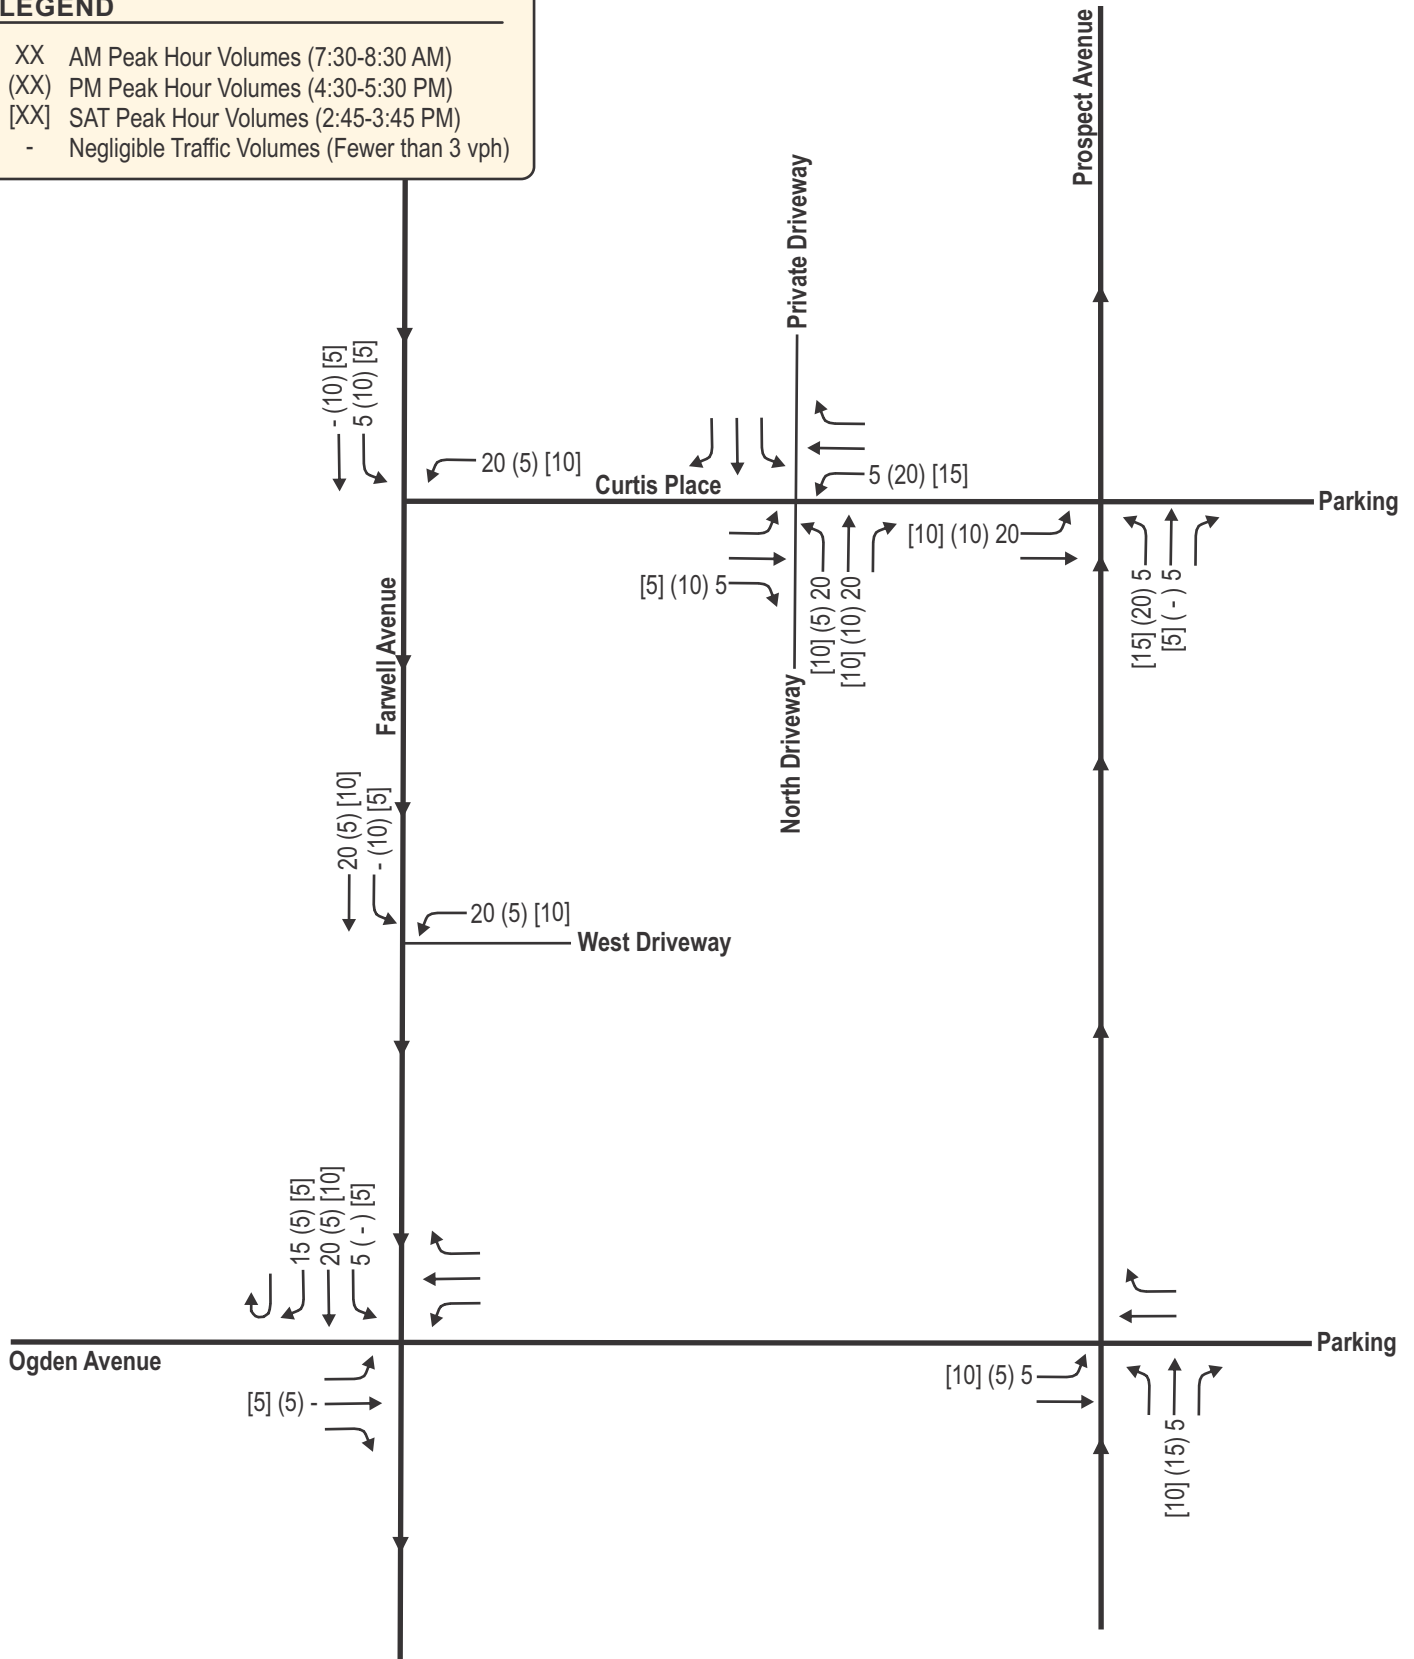 LEGEND
XX AM Peak Hour Volumes (7:30-8:30 AM)
(XX) PM Peak Hour Volumes (4:30-5:30 PM)
[XX] SAT Peak Hour Volumes (2:45-3:45 PM)
- Negligible Traffic Volumes (Fewer than 3 vph)
Prospect Avenue
Private Driveway
- (10) [5]
5 (10) [5]
20 (5) [10]
Curtis Place
5 (20) [15]
Parking
[10] (10) 20
[5] (10) 5
[10] (5) 20
[10] (10) 20
[15] (20) 5
[5] ( - ) 5
Farwell Avenue
North Driveway
20 (5) [10]
- (10) [5]
20 (5) [10]
West Driveway
15 (5) [5]
20 (5) [10]
5 ( - ) [5]
Ogden Avenue
Parking
[5] (5) -
[10] (5) 5
[10] (15) 5